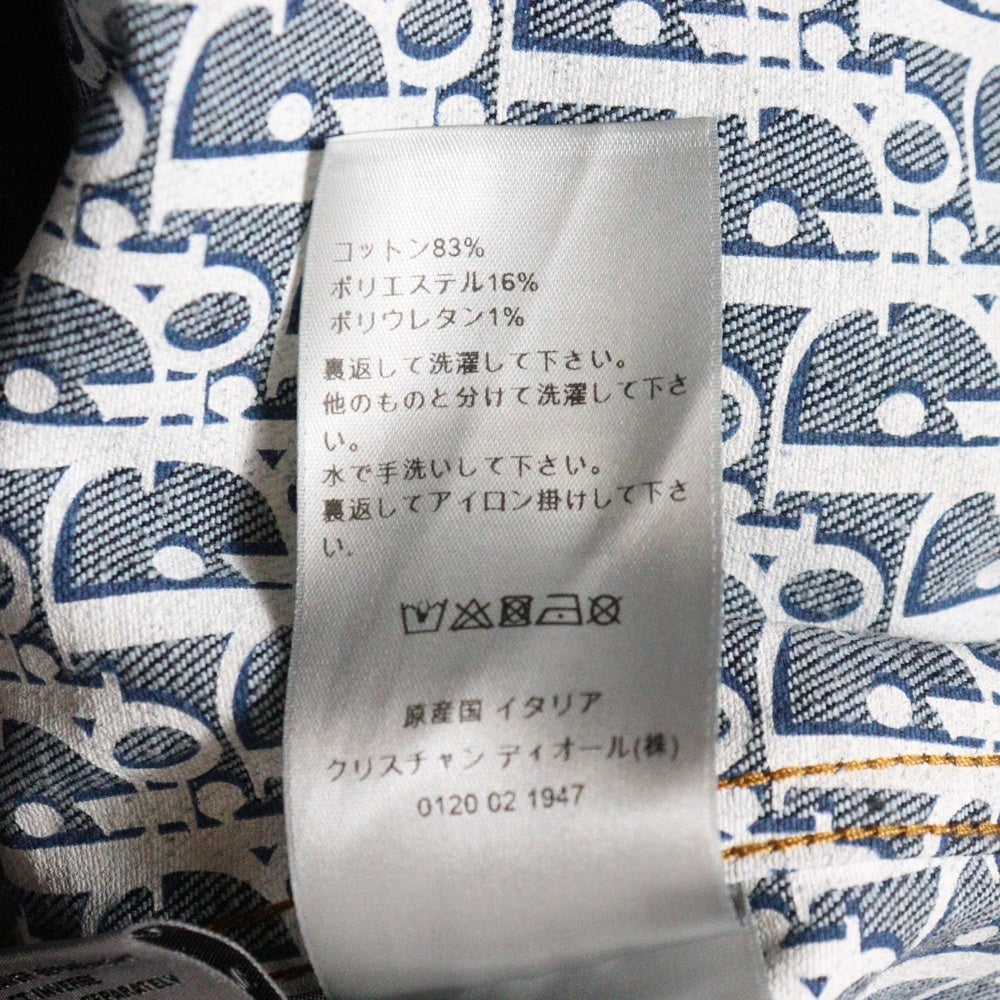 コットン83%
ポリエステル16%
ポリウレタン1%
裏返して洗濯して下さい。
他のものと分けて洗濯して下さ
い。
水で手洗いして下さい。
裏返してアイロン掛けして下さ
い.
原産国 イタリア
クリスチャン ディオール(株)
0120 02 1947
INVERSE
SEPARATELY